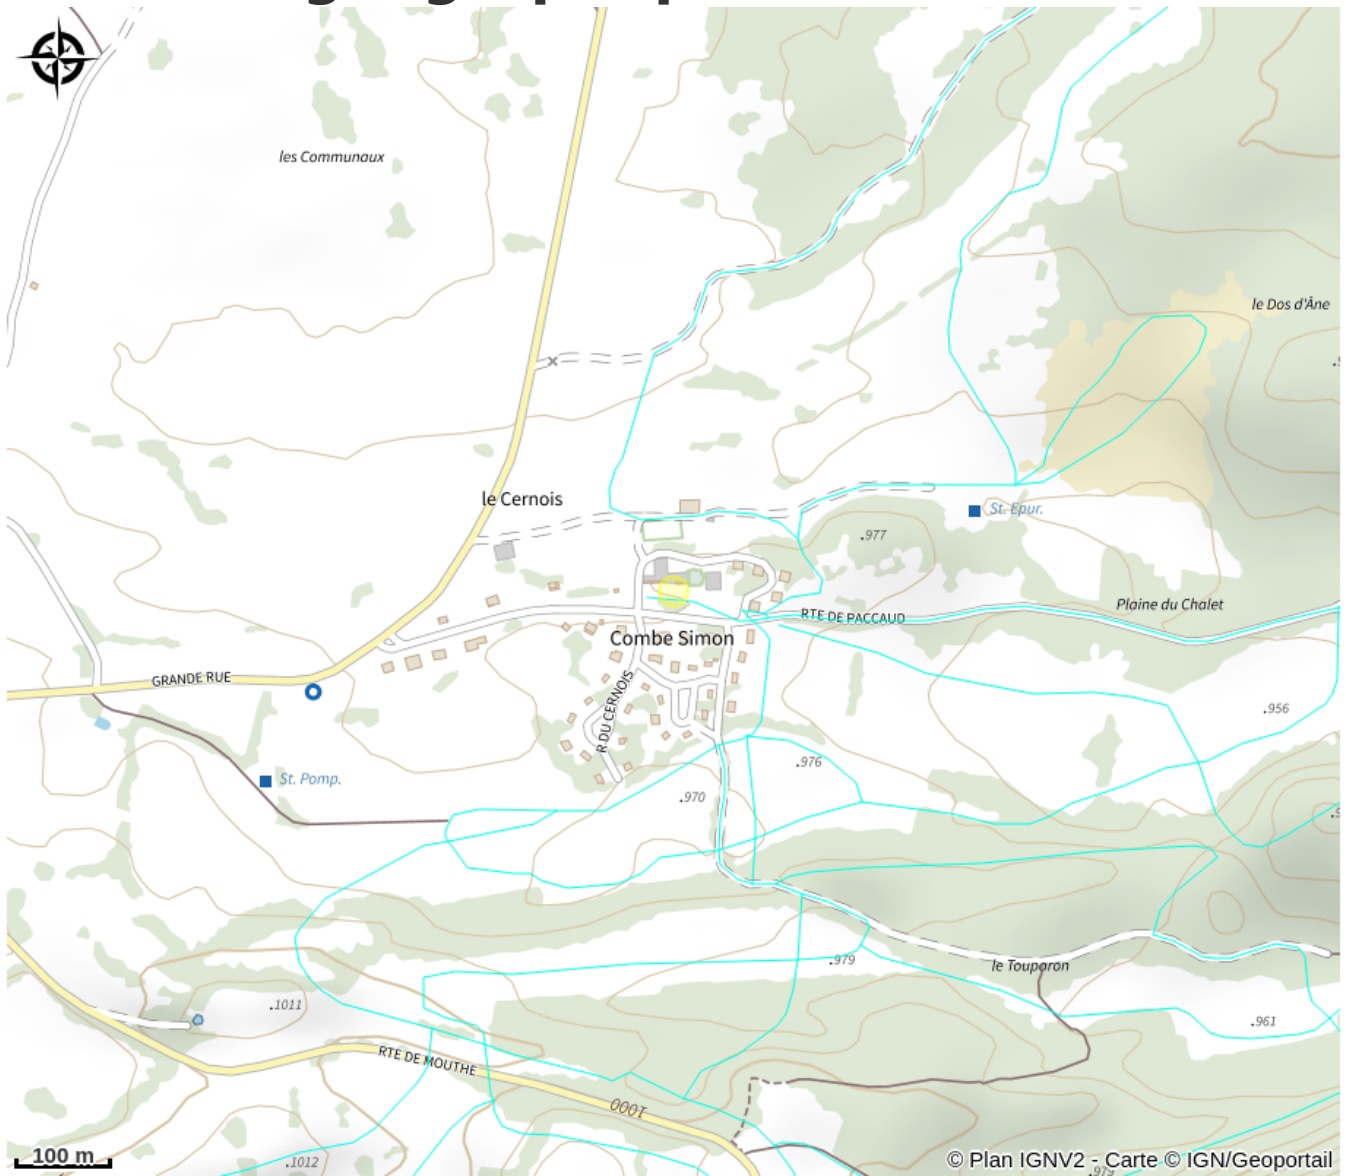 les Communaux
le Dos d'Âne
le Cernois
St. Epur.
.977
Plaine du Chalet
RTE DE PACCAUD
Combe Simon
GRANDE RUE
R DU CERNOIS
.956
.976
St. Pomp.
.970
.979
le Touparon
.1011
.961
RTE DE MOUTHE
1000
100 m
.1012
.979
© Plan IGNV2 - Carte © IGN/Geoportail